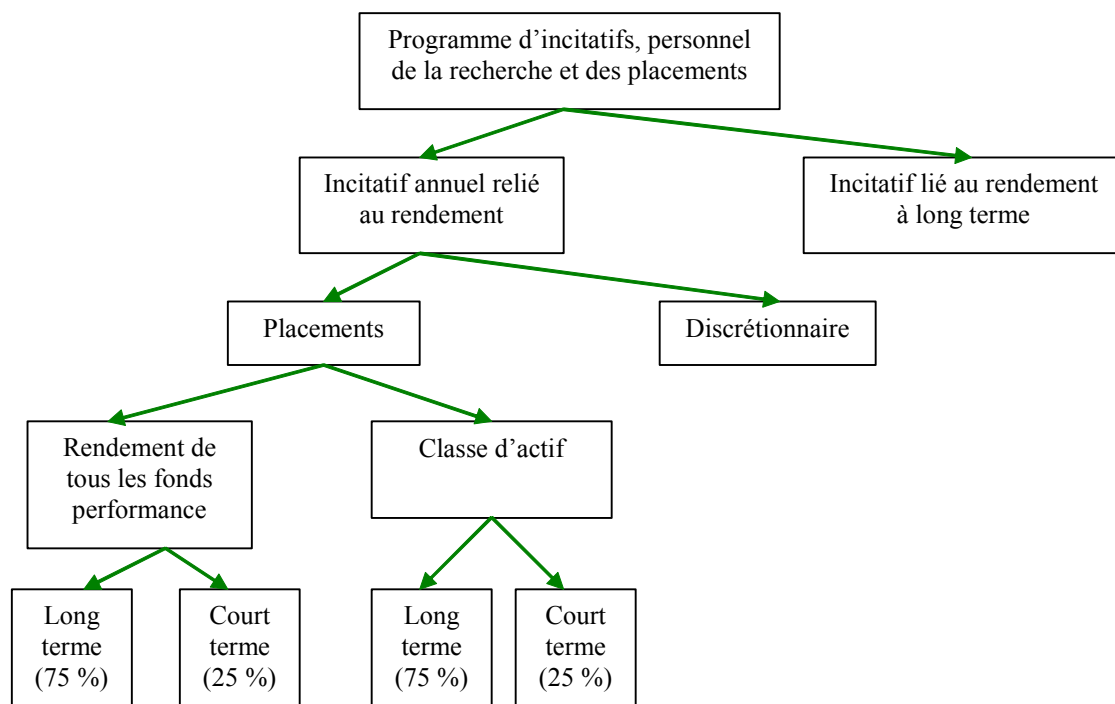 Programme d'incitatifs, personnel
de la recherche et des placements
Incitatif annuel relié
au rendement
Incitatif lié au rendement
à long terme
Placements
Discrétionnaire
Rendement de
tous les fonds
performance
Classe d'actif
Long
terme
(75 %)
Court
terme
(25 %)
Long
terme
(75 %)
Court
terme
(25 %)